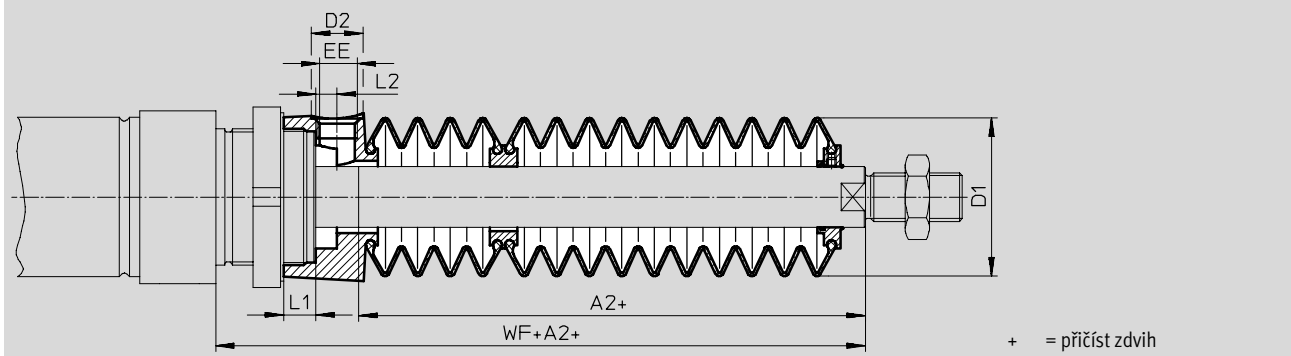 D2
EE
L2
D1
L1
A2+
WF+A2+
+ = přičíst zdvih